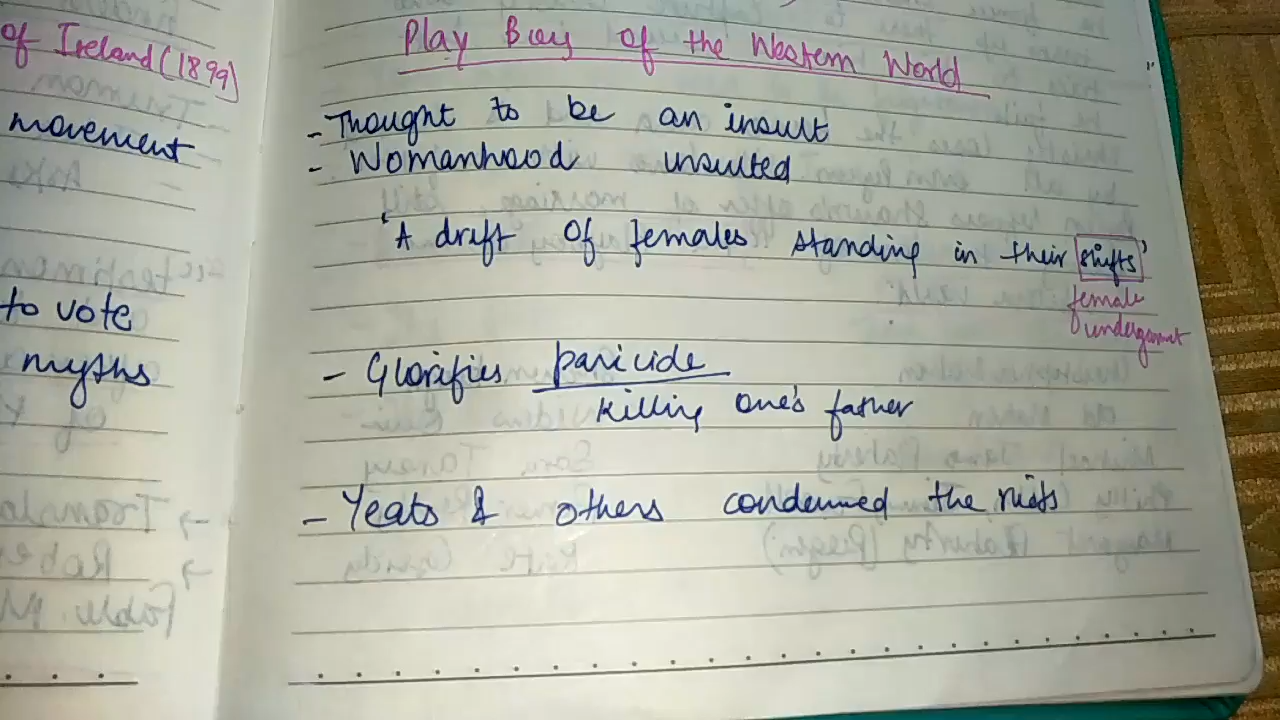 of Ireland (1899)
movement
to vote
myths
Play Boy of the Western World
- Thought to be an insult
- Womanhood insulted
'A drift of females standing in their shifts'
female
undergarment
- Glorifies paricide
killing one's father
- Yeats & others condemned the riots